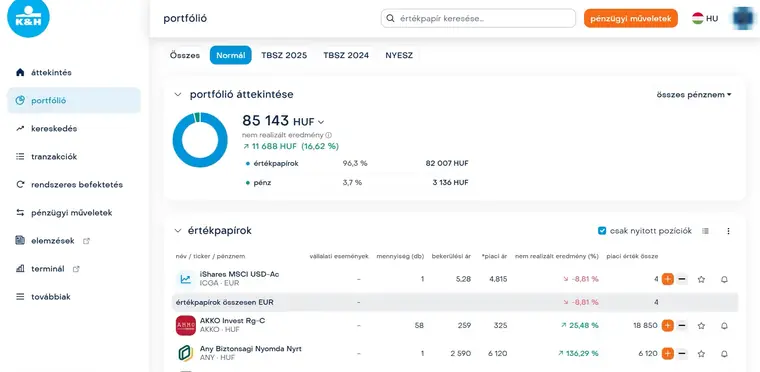 K&H
portfólió
értékpapír keresése...
pénzügyi műveletek
HU
áttekintés
portfólió
kereskedés
tranzakciók
rendszeres befektetés
pénzügyi műveletek
elemzések
terminál
továbbiak
Összes Normál TBSZ 2025 TBSZ 2024 NYESZ
portfólió áttekintése
összes pénznem
85 143 HUF
nem realizált eredmény
11 688 HUF (16,62 %)
értékpapírok 96,3 % 82 007 HUF
pénz 3,7 % 3 136 HUF
értékpapírok
csak nyitott pozíciók
név / ticker / pénznem vállalati események mennyiség (db) bekerülési ár *piaci ár nem realizált eredmény (%) piaci érték össze
iShares MSCI USD-Ac - 1 5,28 4,815 -8,81 % 4
ICGA · EUR
értékpapírok összesen EUR - -8,81 % 4
AKKO Invest Rg-C - 58 259 325 25,48 % 18 850
AKKO · HUF
Any Biztonsagi Nyomda Nyrt - 1 2 590 6 120 136,29 % 6 120
ANY · HUF